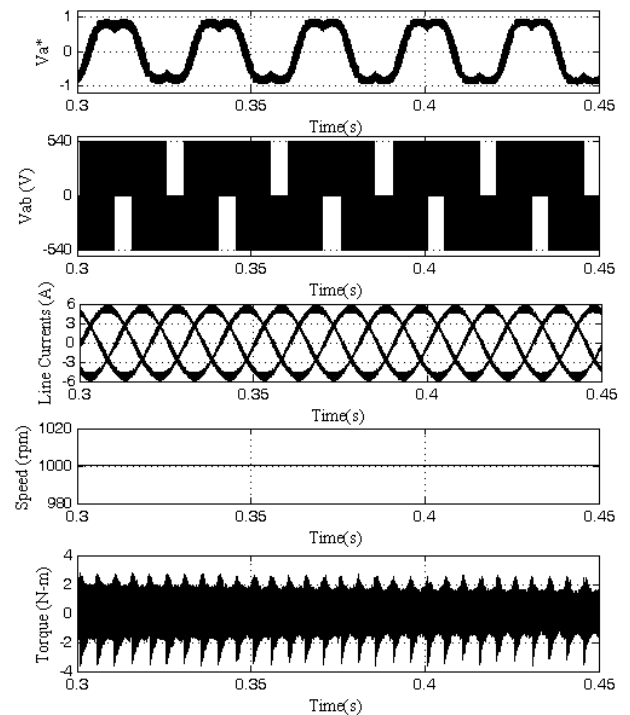 1
0
-1
Va*
0.3 0.35 0.4 0.45
Time(s)
540
0
-540
Vab (V)
0.3 0.35 0.4 0.45
Time(s)
6
3
0
-3
-6
Line Currents (A)
0.3 0.35 0.4 0.45
Time(s)
1020
1000
980
Speed (rpm)
0.3 0.35 0.4 0.45
Time(s)
4
2
0
-2
-4
Torque (N-m)
0.3 0.35 0.4 0.45
Time(s)